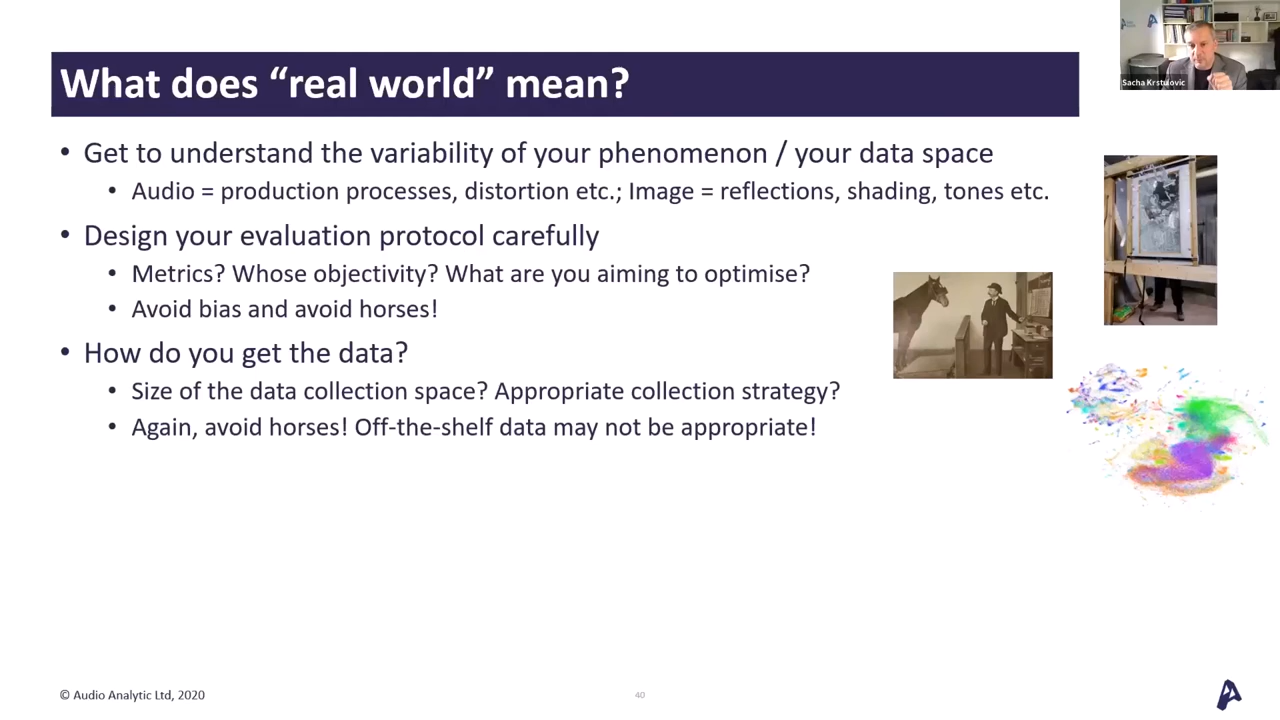 What does “real world” mean?
Sacha Krstulovic
• Get to understand the variability of your phenomenon / your data space
• Audio = production processes, distortion etc.; Image = reflections, shading, tones etc.
• Design your evaluation protocol carefully
• Metrics? Whose objectivity? What are you aiming to optimise?
• Avoid bias and avoid horses!
• How do you get the data?
• Size of the data collection space? Appropriate collection strategy?
• Again, avoid horses! Off-the-shelf data may not be appropriate!
© Audio Analytic Ltd, 2020
40